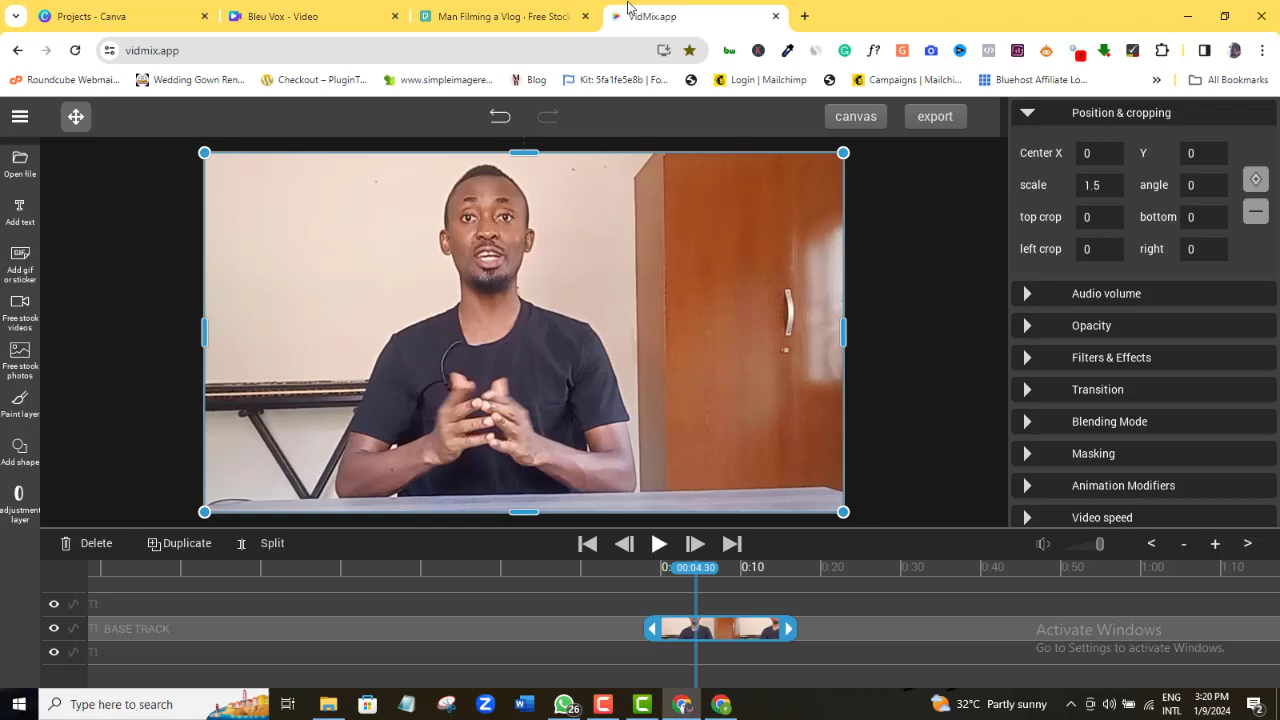 Projects - Canva
Bleu Vox - Video
Man Filming a Vlog · Free Stock
VidMix.app
vidmix.app
Roundcube Webmai...
Wedding Gown Ren...
Checkout – PluginT...
www.simpleimagere...
Blog
Kit: 5fa1fe5e8b | Fo...
Login | Mailchimp
Campaigns | Mailchi...
Bluehost Affiliate Lo...
All Bookmarks
canvas
export
Position & cropping
Center X 0 Y 0
scale 1.5 angle 0
top crop 0 bottom 0
left crop 0 right 0
Audio volume
Opacity
Filters & Effects
Transition
Blending Mode
Masking
Animation Modifiers
Video speed
Open file
Add text
GIF
Add gif
or sticker
Free stock
videos
Free stock
photos
Paint layer
Add shape
adjustment
layer
Delete
Duplicate
Split
< - + >
0: 00:04.30 0:10 0:20 0:30 0:40 0:50 1:00 1:10
BASE TRACK
Activate Windows
Go to Settings to activate Windows.
Type here to search
26
32°C Partly sunny
ENG
INTL
3:20 PM
1/9/2024
2